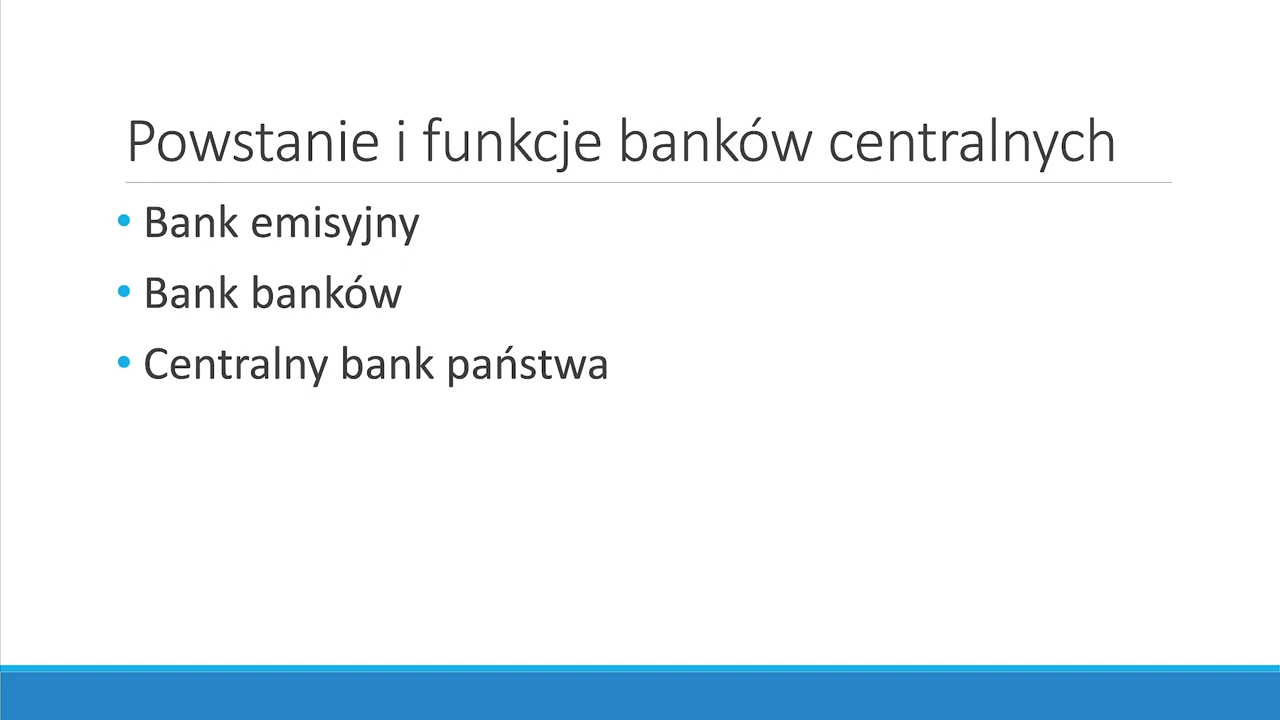 Powstanie i funkcje banków centralnych
• Bank emisyjny
• Bank banków
• Centralny bank państwa